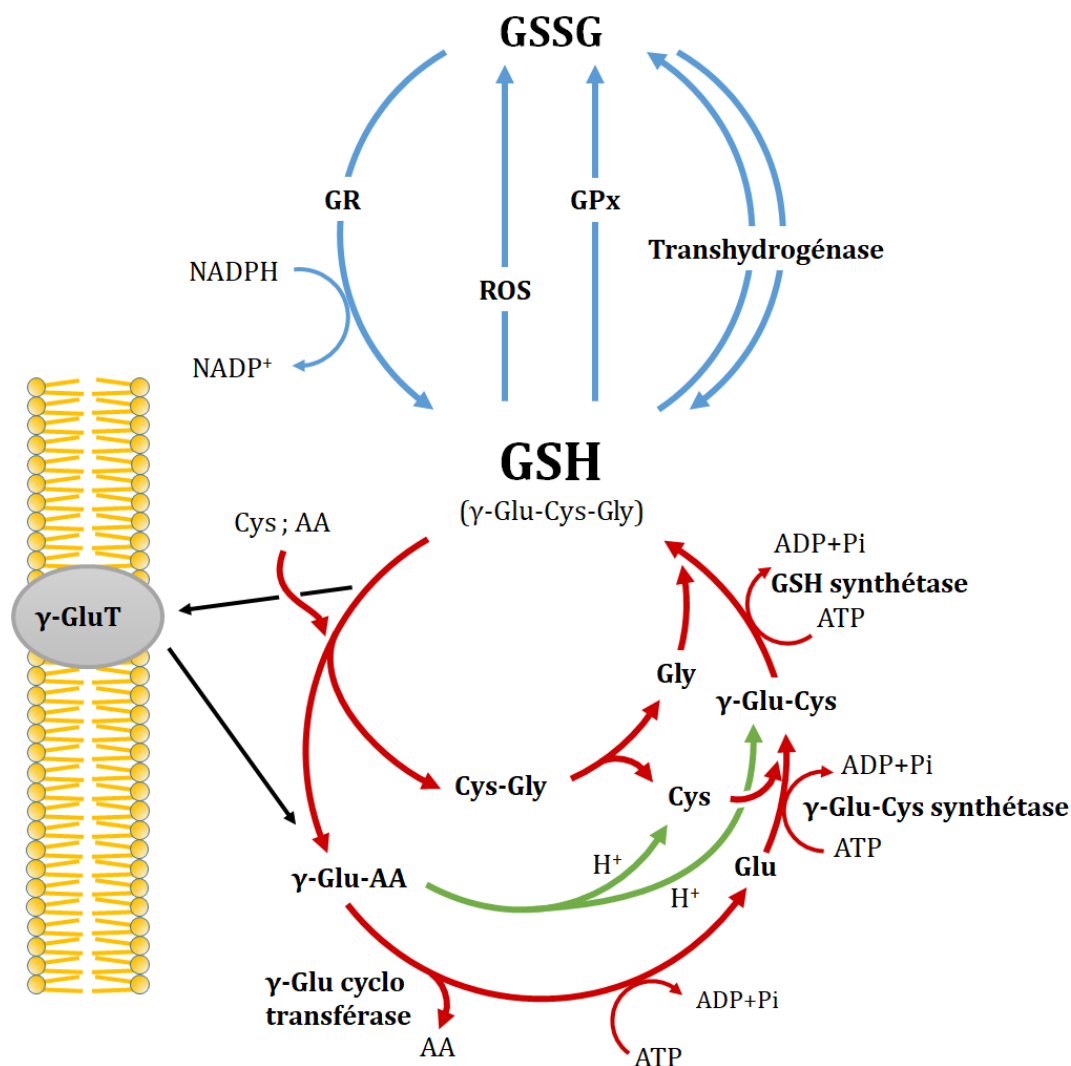 GSSG
GR
GPx
Transhydrogénase
NADPH
ROS
NADP⁺
GSH
(γ-Glu-Cys-Gly)
Cys ; AA
ADP+Pi
GSH synthétase
ATP
γ-GluT
Gly
γ-Glu-Cys
Cys-Gly
Cys
ADP+Pi
γ-Glu-Cys synthétase
ATP
H⁺
Glu
γ-Glu-AA
H⁺
γ-Glu cyclo
transférase
ADP+Pi
AA
ATP